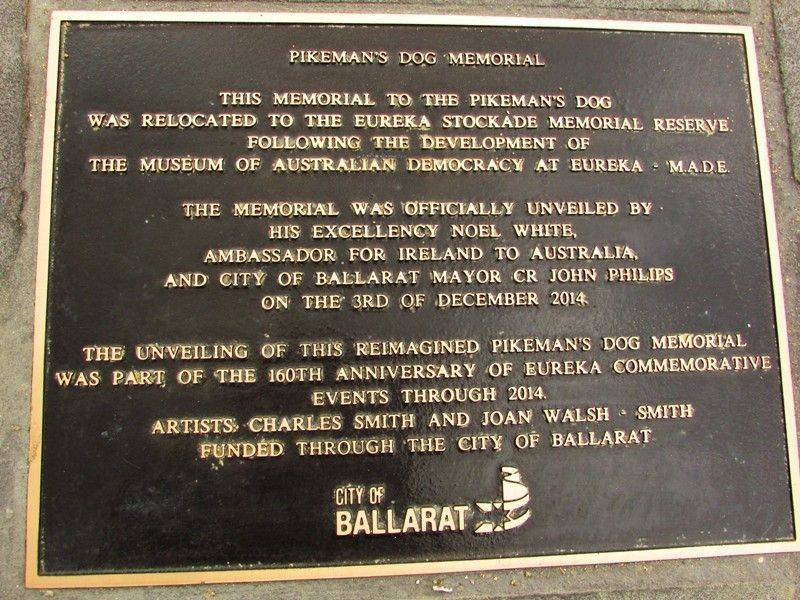 PIKEMAN'S DOG MEMORIAL
THIS MEMORIAL TO THE PIKEMAN'S DOG
WAS RELOCATED TO THE EUREKA STOCKADE MEMORIAL RESERVE
FOLLOWING THE DEVELOPMENT OF
THE MUSEUM OF AUSTRALIAN DEMOCRACY AT EUREKA - M.A.D.E.
THE MEMORIAL WAS OFFICIALLY UNVEILED BY
HIS EXCELLENCY NOEL WHITE,
AMBASSADOR FOR IRELAND TO AUSTRALIA,
AND CITY OF BALLARAT MAYOR CR JOHN PHILIPS
ON THE 3RD OF DECEMBER 2014.
THE UNVEILING OF THIS REIMAGINED PIKEMAN'S DOG MEMORIAL
WAS PART OF THE 160TH ANNIVERSARY OF EUREKA COMMEMORATIVE
EVENTS THROUGH 2014.
ARTISTS: CHARLES SMITH AND JOAN WALSH - SMITH
FUNDED THROUGH THE CITY OF BALLARAT
CITY OF
BALLARAT